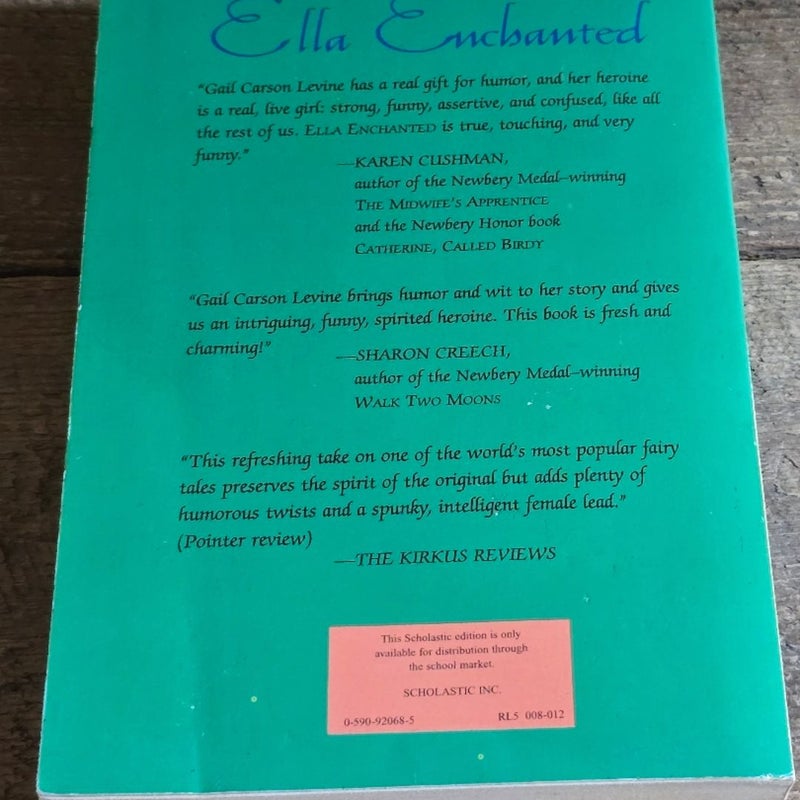 Ella Enchanted
"Gail Carson Levine has a real gift for humor, and her heroine
is a real, live girl: strong, funny, assertive, and confused, like all
the rest of us. ELLA ENCHANTED is true, touching, and very
funny."
—KAREN CUSHMAN,
author of the Newbery Medal–winning
THE MIDWIFE'S APPRENTICE
and the Newbery Honor book
CATHERINE, CALLED BIRDY
"Gail Carson Levine brings humor and wit to her story and gives
us an intriguing, funny, spirited heroine. This book is fresh and
charming!"
—SHARON CREECH,
author of the Newbery Medal–winning
WALK TWO MOONS
"This refreshing take on one of the world's most popular fairy
tales preserves the spirit of the original but adds plenty of
humorous twists and a spunky, intelligent female lead."
(Pointer review)
—THE KIRKUS REVIEWS
This Scholastic edition is only
available for distribution through
the school market.
SCHOLASTIC INC.
0-590-92068-5 RL5 008-012